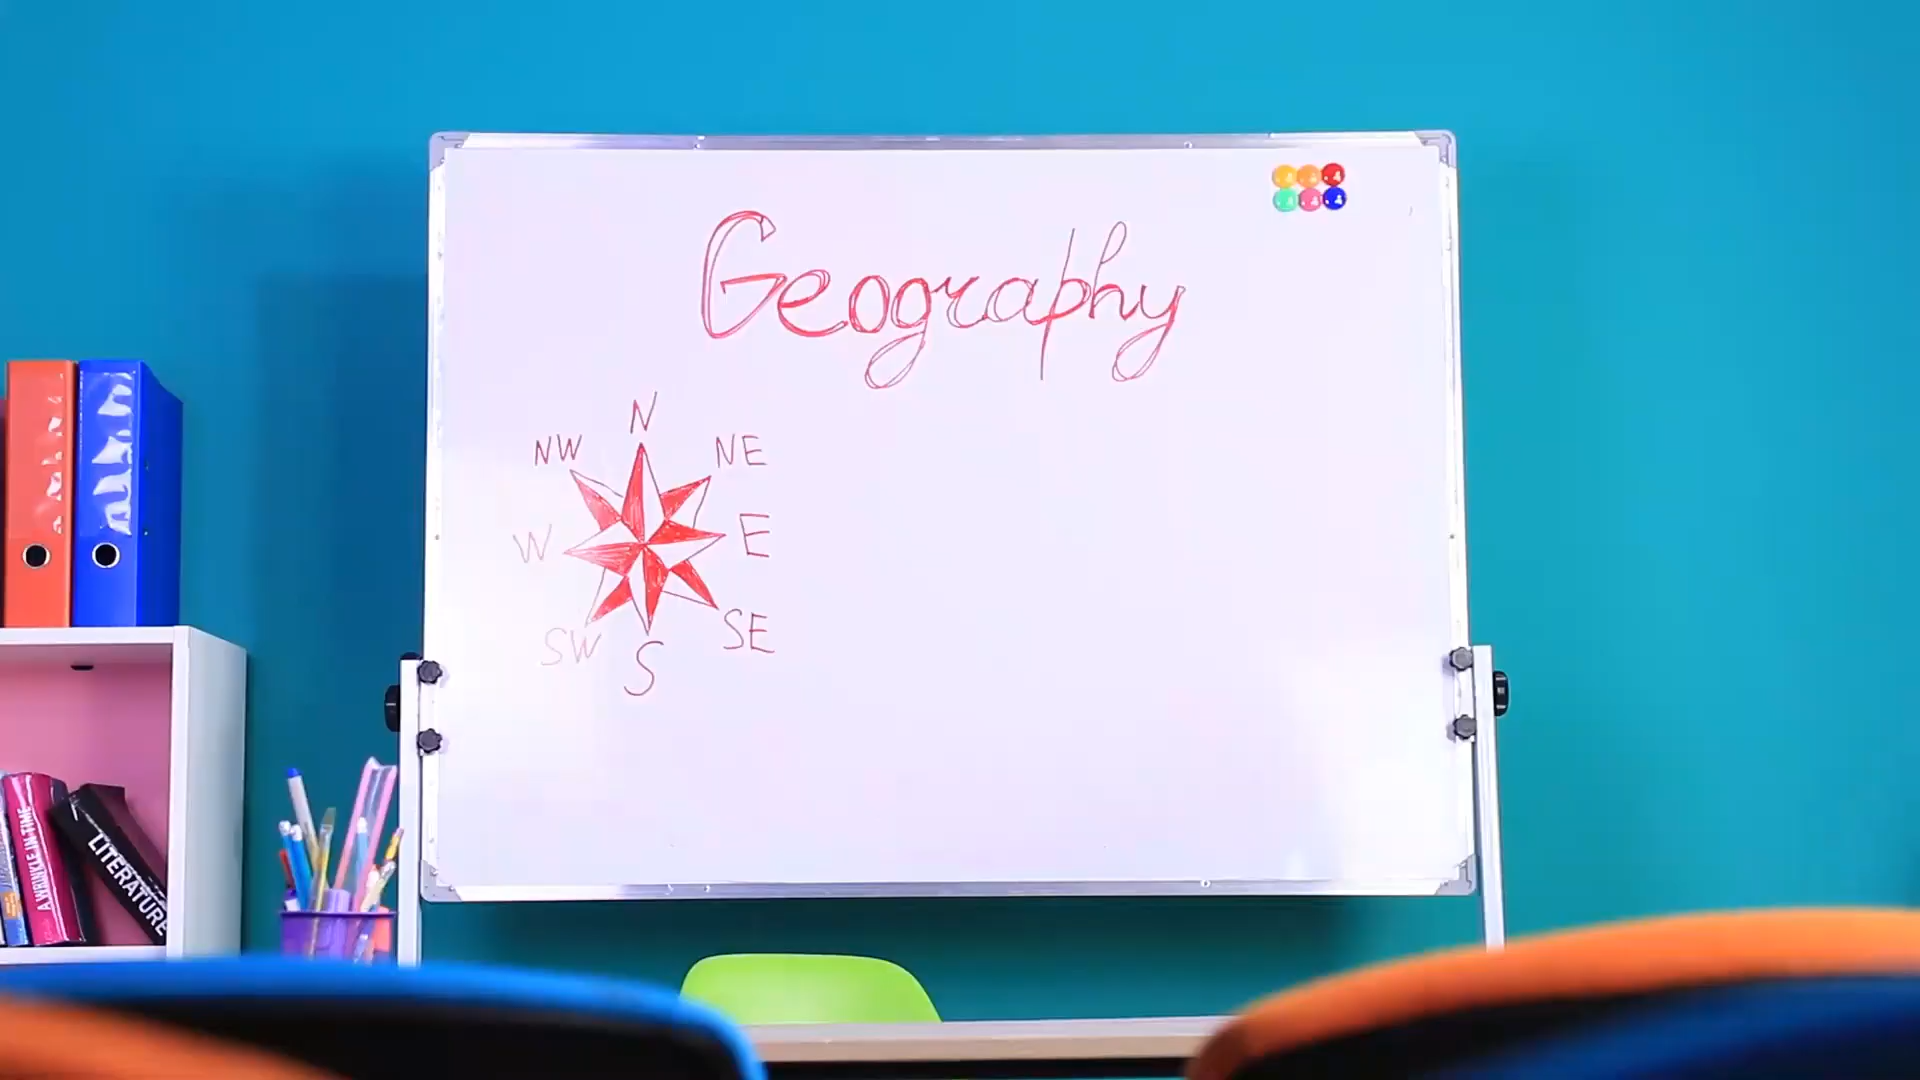 Geography
N
NW NE
W E
SW SE
S
A WRINKLE IN TIME
LITERATURE